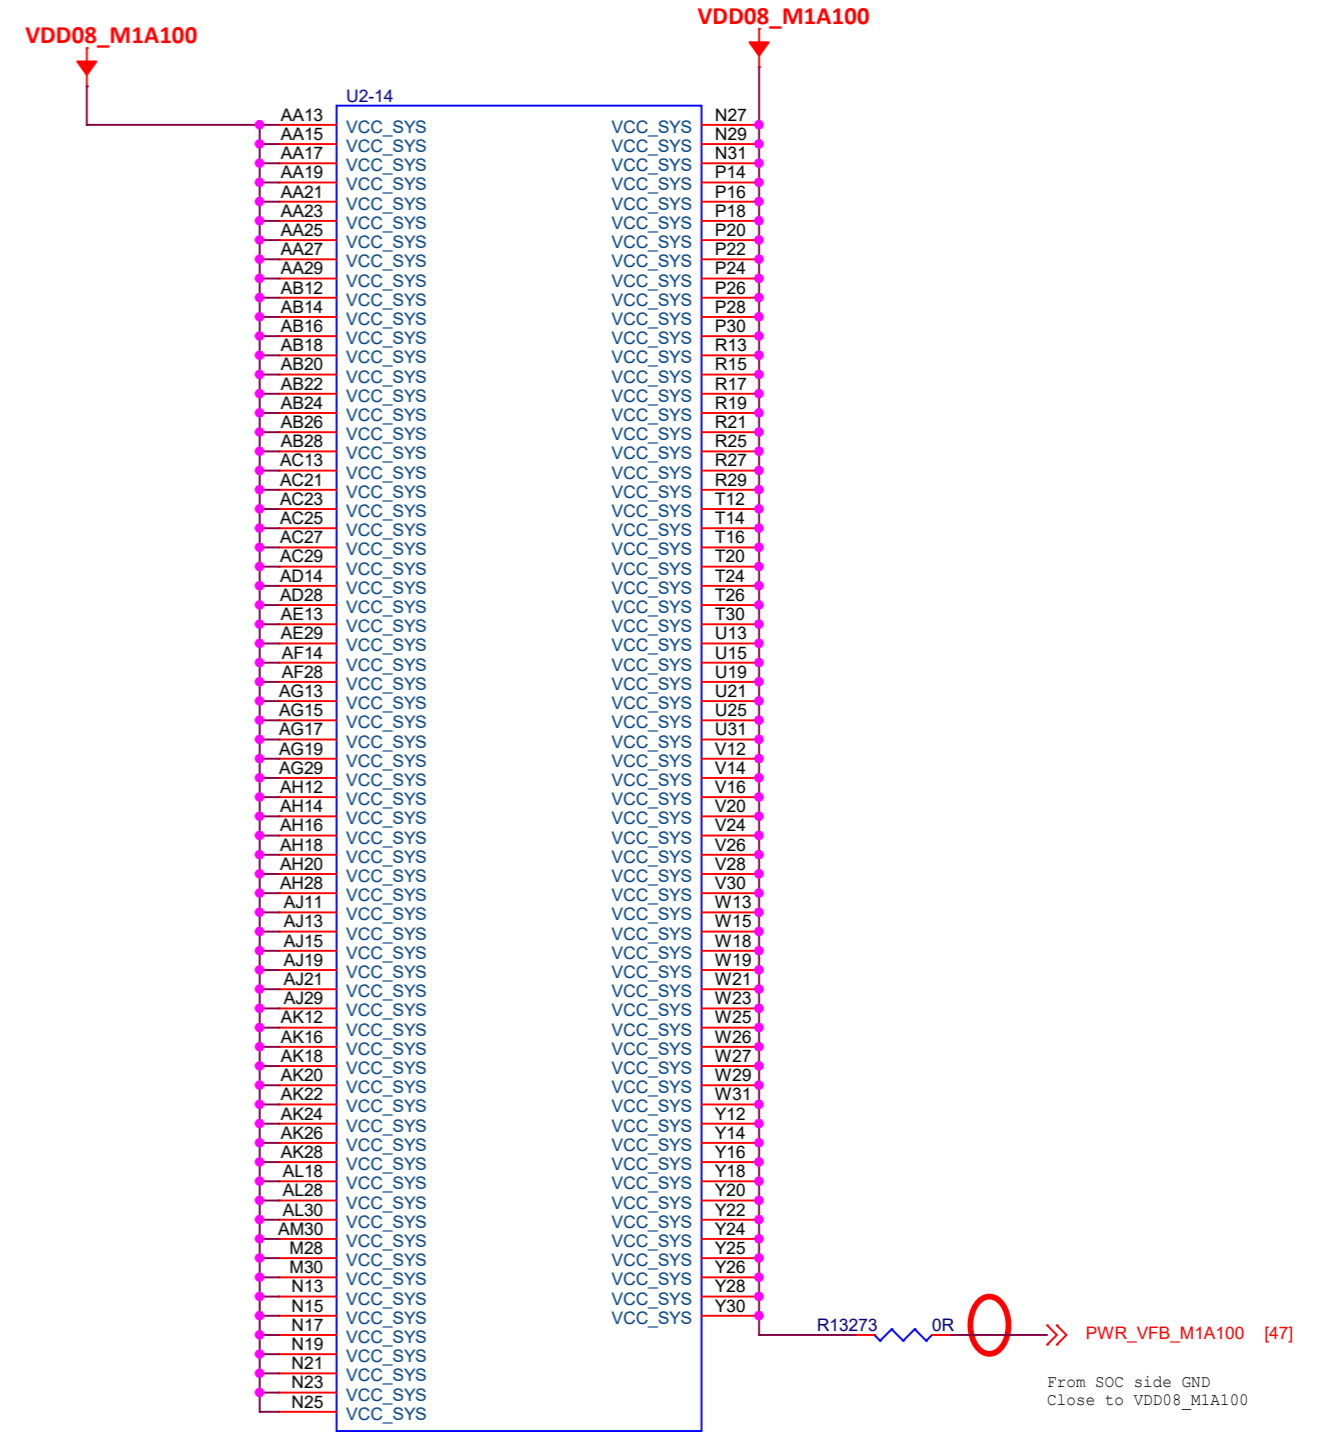 VDD08_M1A100
VDD08_M1A100
U2-14
AA13 VCC_SYS VCC_SYS N27
AA15 VCC_SYS VCC_SYS N29
AA17 VCC_SYS VCC_SYS N31
AA19 VCC_SYS VCC_SYS P14
AA21 VCC_SYS VCC_SYS P16
AA23 VCC_SYS VCC_SYS P18
AA25 VCC_SYS VCC_SYS P20
AA27 VCC_SYS VCC_SYS P22
AA29 VCC_SYS VCC_SYS P24
AB12 VCC_SYS VCC_SYS P26
AB14 VCC_SYS VCC_SYS P28
AB16 VCC_SYS VCC_SYS P30
AB18 VCC_SYS VCC_SYS R13
AB20 VCC_SYS VCC_SYS R15
AB22 VCC_SYS VCC_SYS R17
AB24 VCC_SYS VCC_SYS R19
AB26 VCC_SYS VCC_SYS R21
AB28 VCC_SYS VCC_SYS R25
AC13 VCC_SYS VCC_SYS R27
AC21 VCC_SYS VCC_SYS R29
AC23 VCC_SYS VCC_SYS T12
AC25 VCC_SYS VCC_SYS T14
AC27 VCC_SYS VCC_SYS T16
AC29 VCC_SYS VCC_SYS T20
AD14 VCC_SYS VCC_SYS T24
AD28 VCC_SYS VCC_SYS T26
AE13 VCC_SYS VCC_SYS T30
AE29 VCC_SYS VCC_SYS U13
AF14 VCC_SYS VCC_SYS U15
AF28 VCC_SYS VCC_SYS U19
AG13 VCC_SYS VCC_SYS U21
AG15 VCC_SYS VCC_SYS U25
AG17 VCC_SYS VCC_SYS U31
AG19 VCC_SYS VCC_SYS V12
AG29 VCC_SYS VCC_SYS V14
AH12 VCC_SYS VCC_SYS V16
AH14 VCC_SYS VCC_SYS V20
AH16 VCC_SYS VCC_SYS V24
AH18 VCC_SYS VCC_SYS V26
AH20 VCC_SYS VCC_SYS V28
AH28 VCC_SYS VCC_SYS V30
AJ11 VCC_SYS VCC_SYS W13
AJ13 VCC_SYS VCC_SYS W15
AJ15 VCC_SYS VCC_SYS W18
AJ19 VCC_SYS VCC_SYS W19
AJ21 VCC_SYS VCC_SYS W21
AJ29 VCC_SYS VCC_SYS W23
AK12 VCC_SYS VCC_SYS W25
AK16 VCC_SYS VCC_SYS W26
AK18 VCC_SYS VCC_SYS W27
AK20 VCC_SYS VCC_SYS W29
AK22 VCC_SYS VCC_SYS W31
AK24 VCC_SYS VCC_SYS Y12
AK26 VCC_SYS VCC_SYS Y14
AK28 VCC_SYS VCC_SYS Y16
AL18 VCC_SYS VCC_SYS Y18
AL28 VCC_SYS VCC_SYS Y20
AL30 VCC_SYS VCC_SYS Y22
AM30 VCC_SYS VCC_SYS Y24
M28 VCC_SYS VCC_SYS Y25
M30 VCC_SYS VCC_SYS Y26
N13 VCC_SYS VCC_SYS Y28
N15 VCC_SYS VCC_SYS Y30
N17 VCC_SYS
N19 VCC_SYS
N21 VCC_SYS
N23 VCC_SYS
N25 VCC_SYS
R13273 0R PWR_VFB_M1A100 [47]
From SOC side GND
Close to VDD08_M1A100